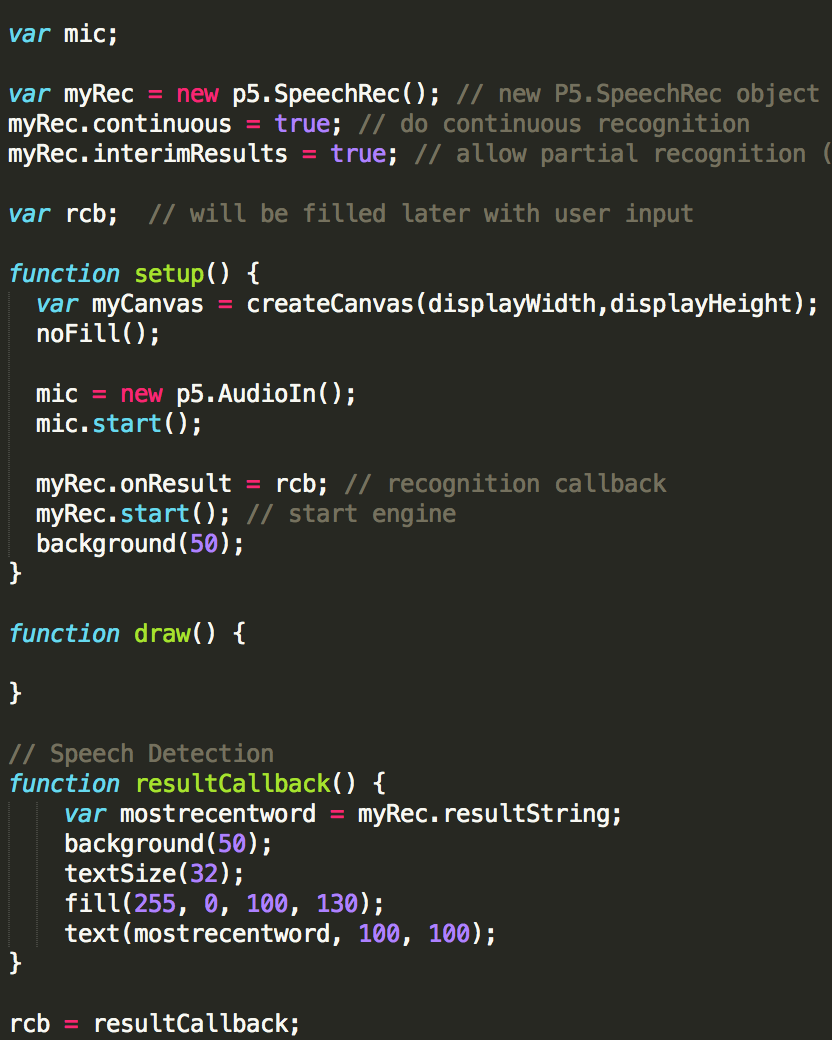 var mic;
var myRec = new p5.SpeechRec(); // new P5.SpeechRec object
myRec.continuous = true; // do continuous recognition
myRec.interimResults = true; // allow partial recognition (
var rcb;  // will be filled later with user input
function setup() {
  var myCanvas = createCanvas(displayWidth,displayHeight);
  noFill();
  mic = new p5.AudioIn();
  mic.start();
  myRec.onResult = rcb; // recognition callback
  myRec.start(); // start engine
  background(50);
}
function draw() {
}
// Speech Detection
function resultCallback() {
    var mostrecentword = myRec.resultString;
    background(50);
    textSize(32);
    fill(255, 0, 100, 130);
    text(mostrecentword, 100, 100);
}
rcb = resultCallback;